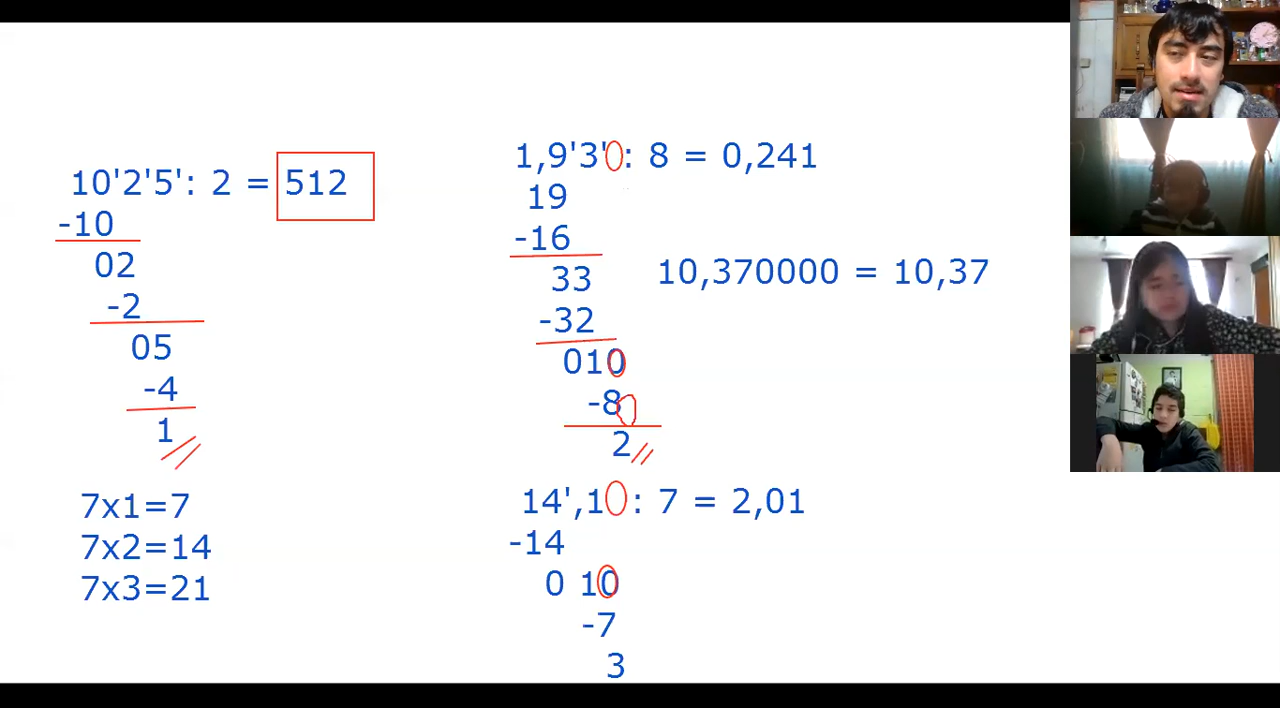 10'2'5': 2 = 512
-10
02
-2
05
-4
1
7x1=7
7x2=14
7x3=21
1,9'3'0: 8 = 0,241
19
-16
33
-32
010
-8
2
10,370000 = 10,37
14',10 : 7 = 2,01
-14
0 10
-7
3